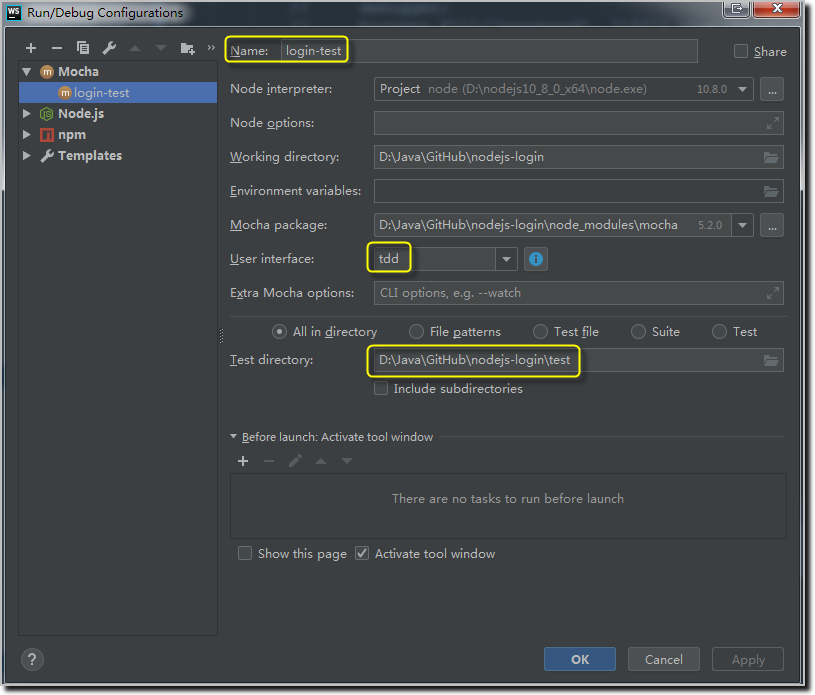 WS Run/Debug Configurations
Name: login-test
Share
Mocha
login-test
Node.js
npm
Templates
Node interpreter: Project node (D:\nodejs10_8_0_x64\node.exe) 10.8.0 ...
Node options:
Working directory: D:\Java\GitHub\nodejs-login
Environment variables:
Mocha package: D:\Java\GitHub\nodejs-login\node_modules\mocha 5.2.0 ...
User interface: tdd
Extra Mocha options: CLI options, e.g. --watch
All in directory File patterns Test file Suite Test
Test directory: D:\Java\GitHub\nodejs-login\test
Include subdirectories
Before launch: Activate tool window
There are no tasks to run before launch
Show this page Activate tool window
? OK Cancel Apply